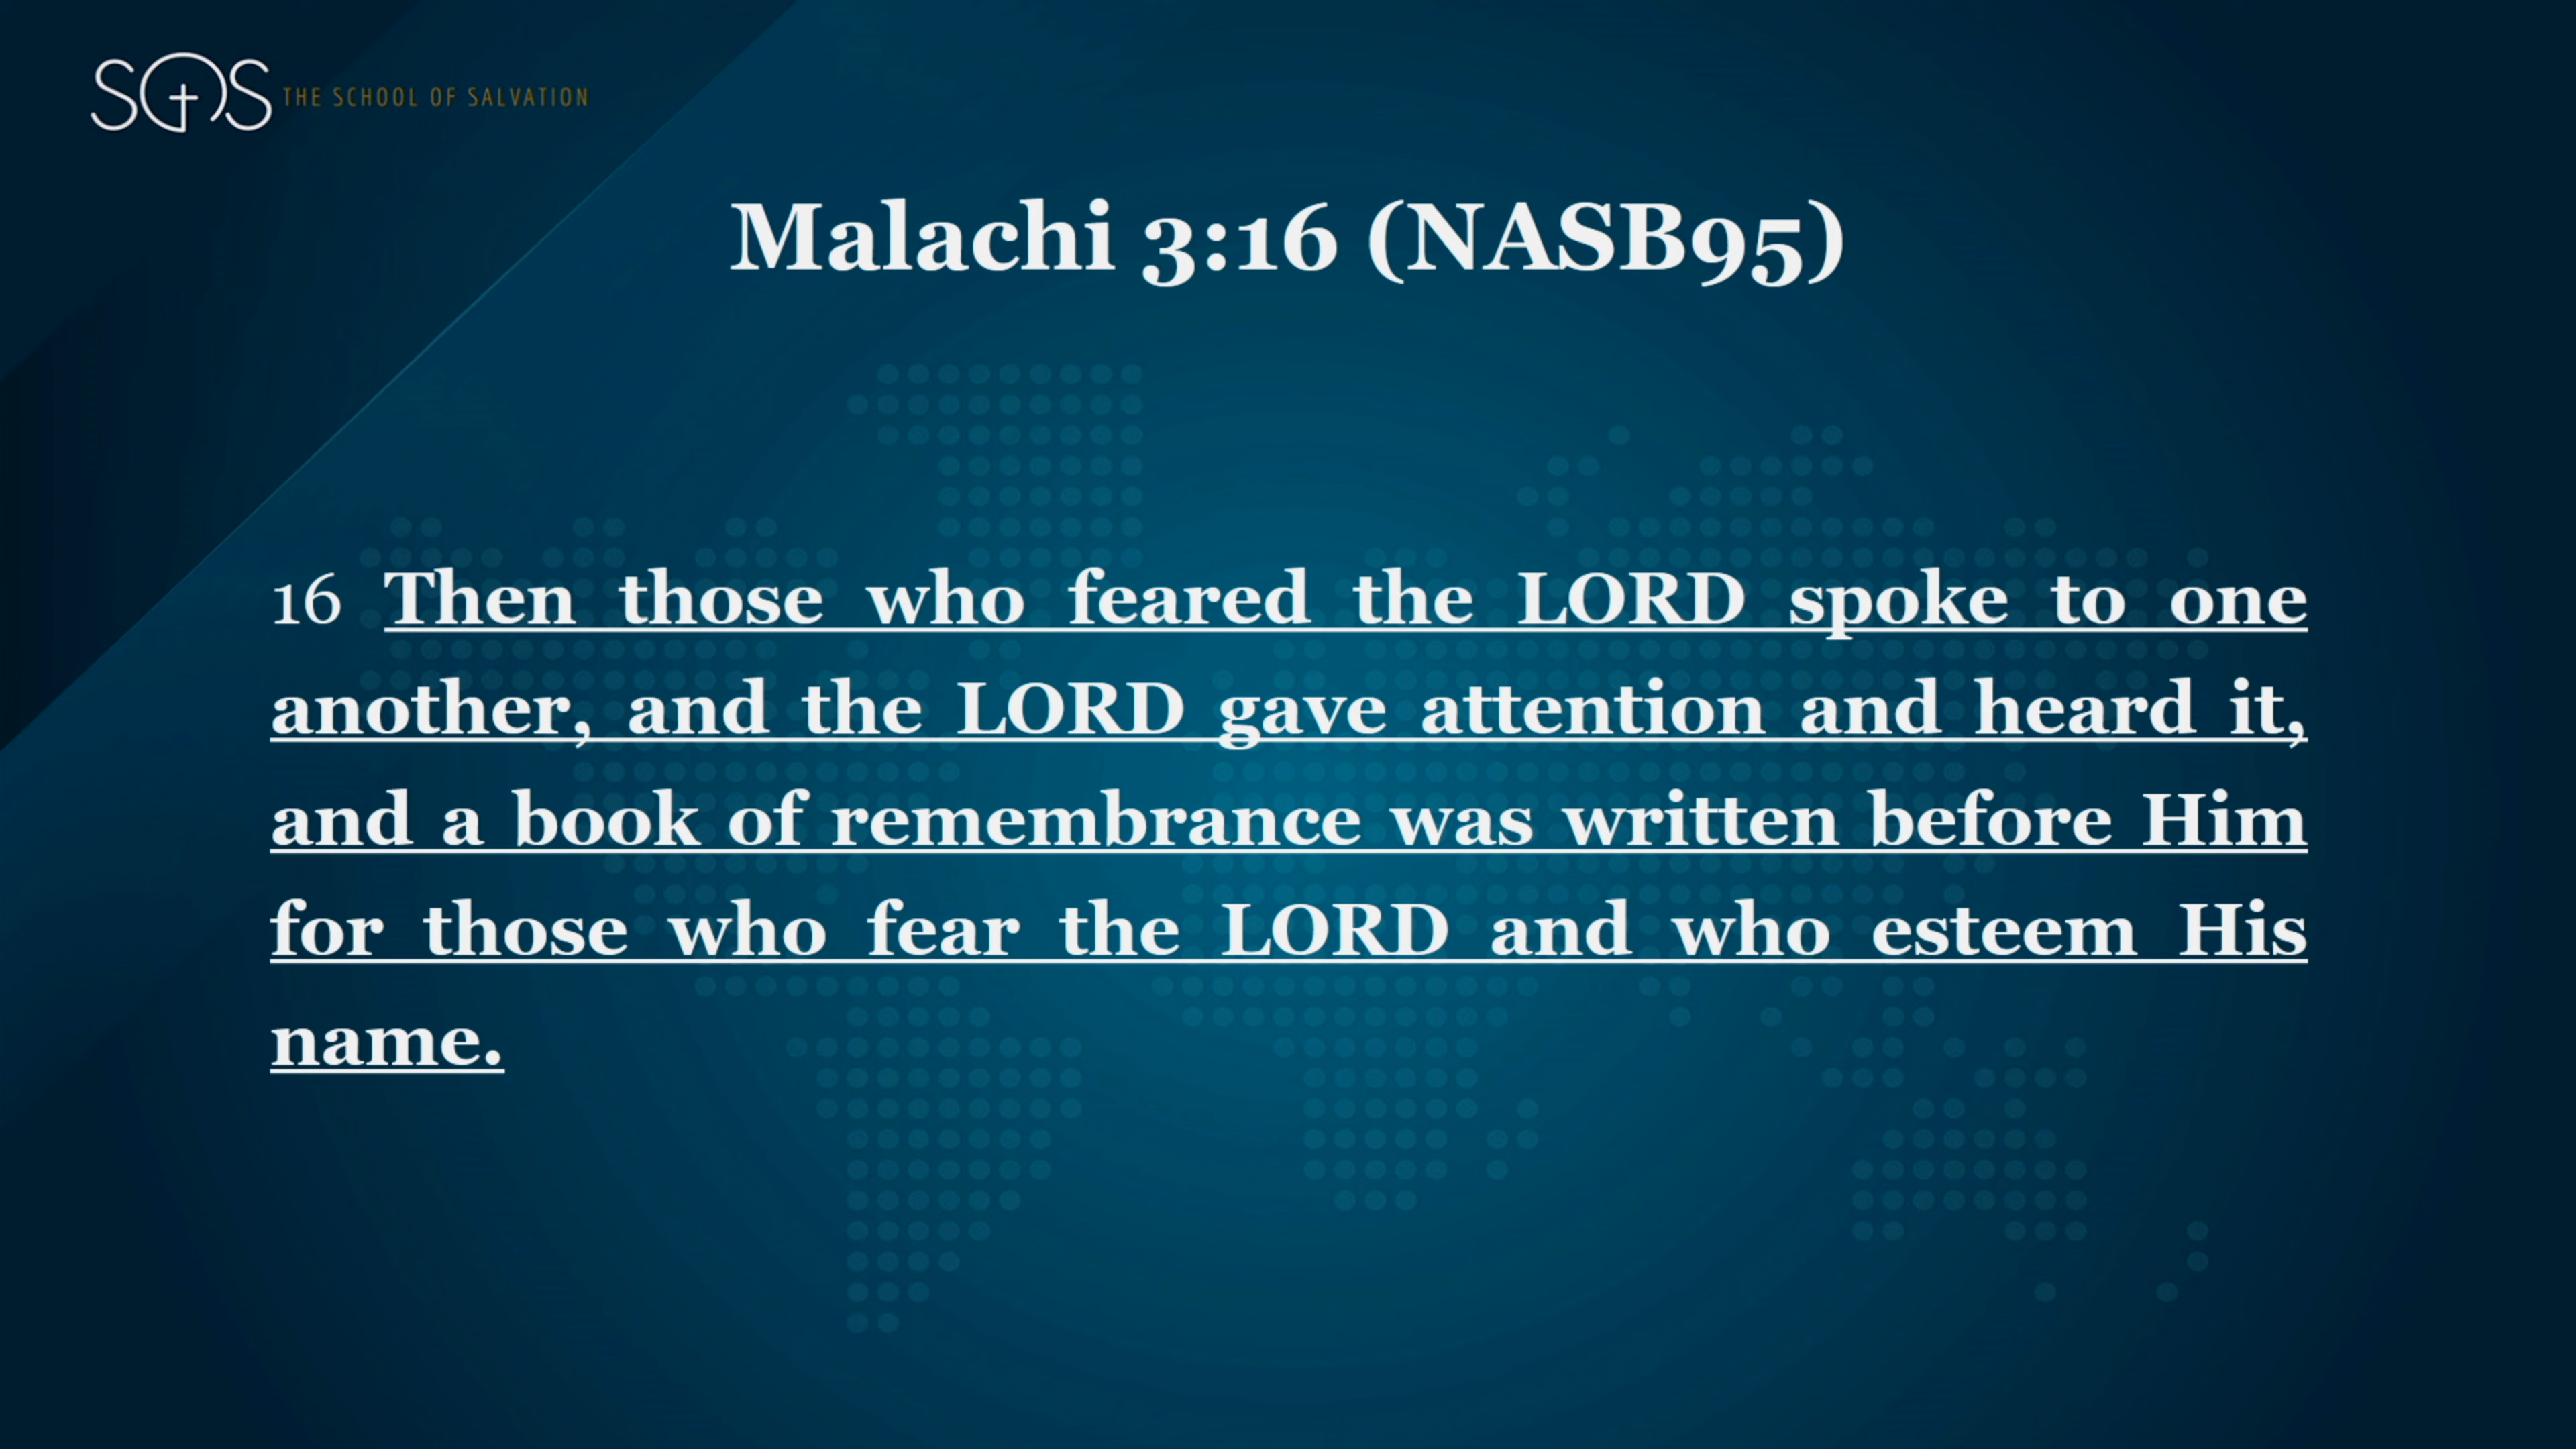 SOS THE SCHOOL OF SALVATION
Malachi 3:16 (NASB95)
16 Then those who feared the LORD spoke to one
another, and the LORD gave attention and heard it,
and a book of remembrance was written before Him
for those who fear the LORD and who esteem His
name.